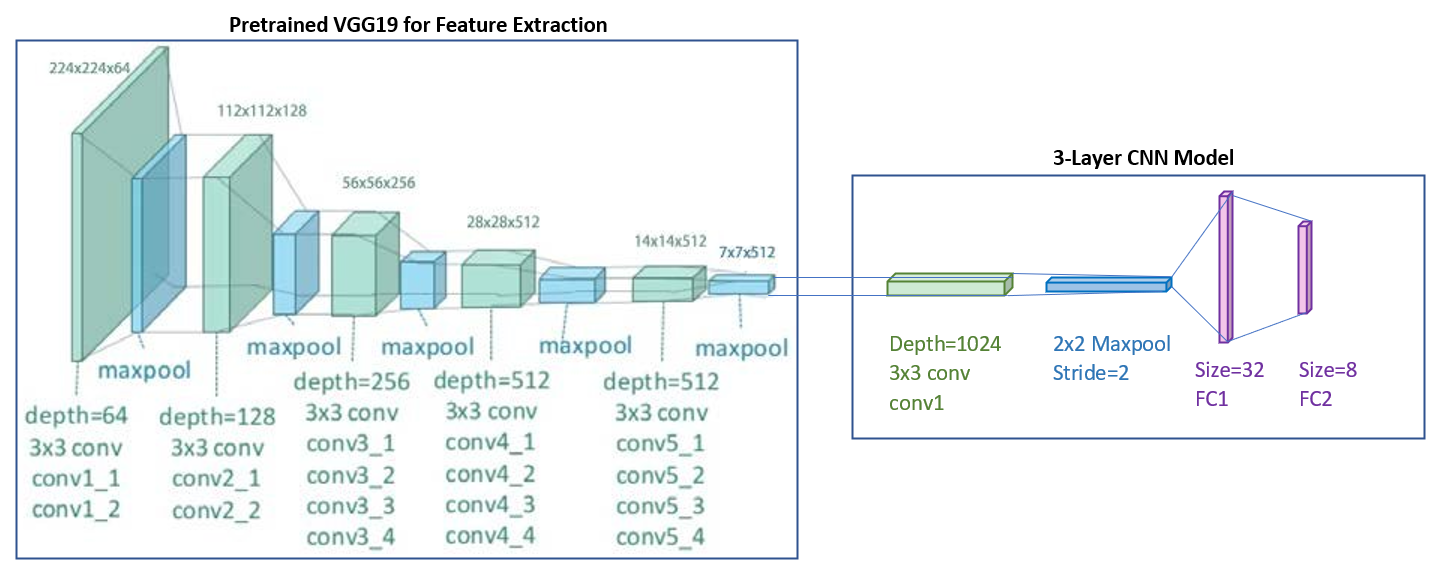 Pretrained VGG19 for Feature Extraction
224x224x64
112x112x128
56x56x256
28x28x512
14x14x512
7x7x512
maxpool
maxpool
maxpool
maxpool
maxpool
depth=64
3x3 conv
conv1_1
conv1_2
depth=128
3x3 conv
conv2_1
conv2_2
depth=256
3x3 conv
conv3_1
conv3_2
conv3_3
conv3_4
depth=512
3x3 conv
conv4_1
conv4_2
conv4_3
conv4_4
depth=512
3x3 conv
conv5_1
conv5_2
conv5_3
conv5_4
3-Layer CNN Model
Depth=1024
3x3 conv
conv1
2x2 Maxpool
Stride=2
Size=32
FC1
Size=8
FC2